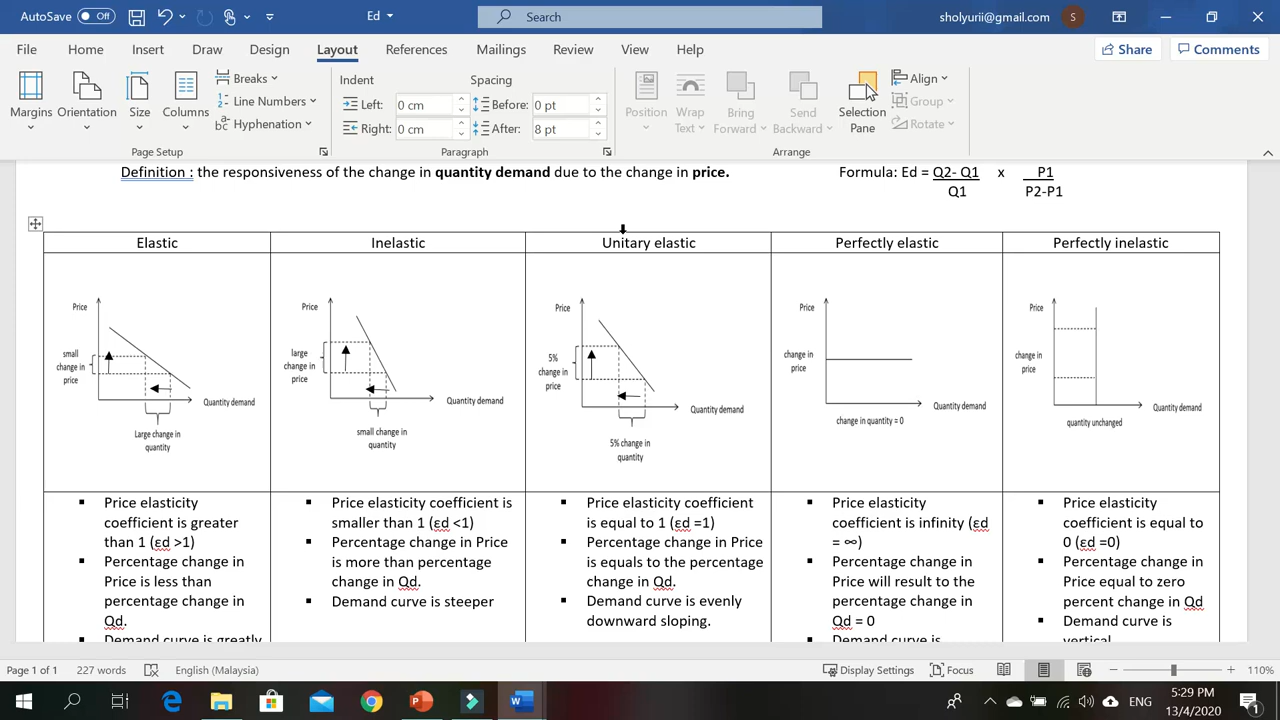 AutoSave Off Ed Search sholyurii@gmail.com S
File Home Insert Draw Design Layout References Mailings Review View Help Share Comments
Margins Orientation Size Columns
Breaks
Line Numbers
Hyphenation
Page Setup
Indent Spacing
Left: 0 cm Before: 0 pt
Right: 0 cm After: 8 pt
Paragraph
Position Wrap Text Bring Forward Send Backward Selection Pane
Align
Group
Rotate
Arrange
Definition : the responsiveness of the change in quantity demand due to the change in price. Formula: Ed = Q2- Q1 x P1
Q1 P2-P1
Elastic Inelastic Unitary elastic Perfectly elastic Perfectly inelastic
Price
small
change in
price
Quantity demand
Large change in
quantity
Price
large
change in
price
Quantity demand
small change in
quantity
Price
5%
change in
price
Quantity demand
5% change in
quantity
Price
change in
price
Quantity demand
change in quantity = 0
Price
change in
price
Quantity demand
quantity unchanged
▪ Price elasticity
coefficient is greater
than 1 (εd >1)
▪ Percentage change in
Price is less than
percentage change in
Qd.
▪ Demand curve is greatly
▪ Price elasticity coefficient is
smaller than 1 (εd <1)
▪ Percentage change in Price
is more than percentage
change in Qd.
▪ Demand curve is steeper
▪ Price elasticity coefficient
is equal to 1 (εd =1)
▪ Percentage change in Price
is equals to the percentage
change in Qd.
▪ Demand curve is evenly
downward sloping.
▪ Price elasticity
coefficient is infinity (εd
= ∞)
▪ Percentage change in
Price will result to the
percentage change in
Qd = 0
▪ Demand curve is
▪ Price elasticity
coefficient is equal to
0 (εd =0)
▪ Percentage change in
Price equal to zero
percent change in Qd
▪ Demand curve is
vertical
Page 1 of 1 227 words English (Malaysia) Display Settings Focus 110%
ENG 5:29 PM
13/4/2020 1